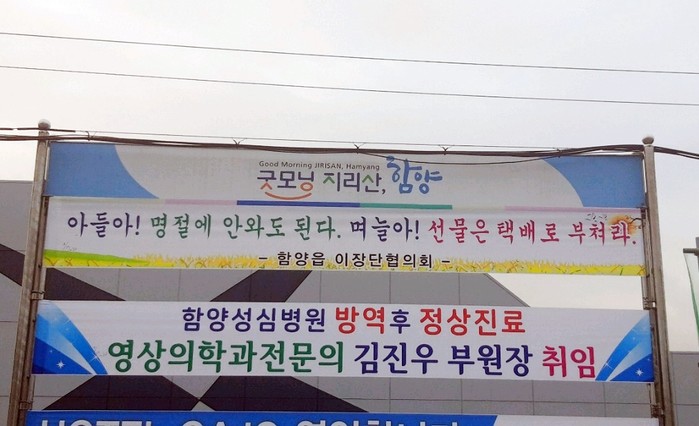 Good Morning JIRISAN, Hamyang
굿모닝 지리산, 함양
아들아! 명절에 안와도 된다. 며늘아! 선물은 택배로 부쳐라.
- 함양읍 이장단협의회 -
함양성심병원 방역후 정상진료
영상의학과전문의 김진우 부원장 취임